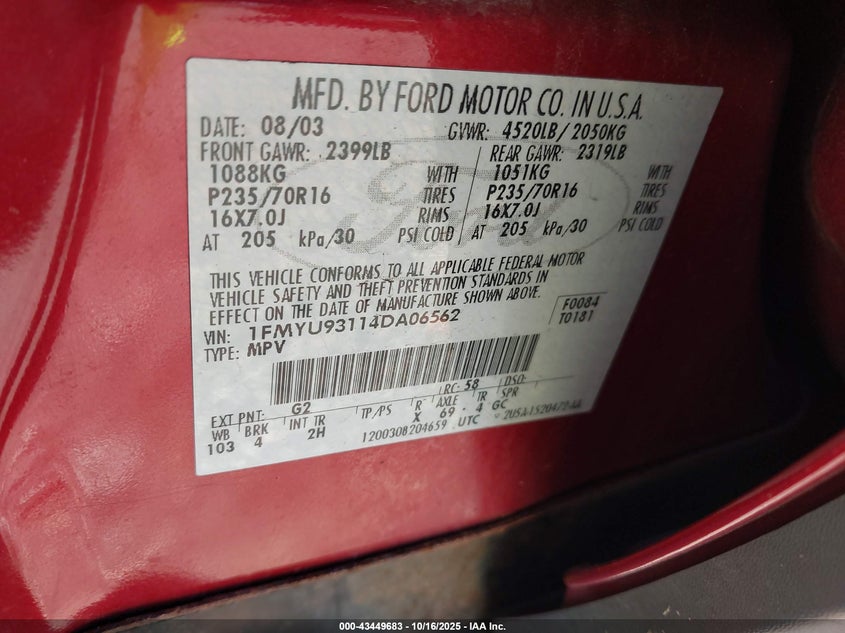 MFD. BY FORD MOTOR CO. IN U.S.A.
DATE: 08/03 GVWR: 4520LB/ 2050KG
FRONT GAWR: 2399LB REAR GAWR: 2319LB
1088KG WITH 1051KG WITH
P235/70R16 TIRES P235/70R16 TIRES
16X7.0J RIMS 16X7.0J RIMS
AT 205 kPa/30 PSI COLD AT 205 kPa/30 PSI COLD
Ford
THIS VEHICLE CONFORMS TO ALL APPLICABLE FEDERAL MOTOR
VEHICLE SAFETY AND THEFT PREVENTION STANDARDS IN
EFFECT ON THE DATE OF MANUFACTURE SHOWN ABOVE.
F0084
T0181
VIN: 1FMYU93114DA06562
TYPE: MPV
EXT PNT: G2 RC: 58 DSO:
WB BRK INT TR TP/PS R AXLE TR SPR
103 4 2H X 69 4 GC
1200308204659 UTC
000-43449683 - 10/16/2025 - IAA Inc.